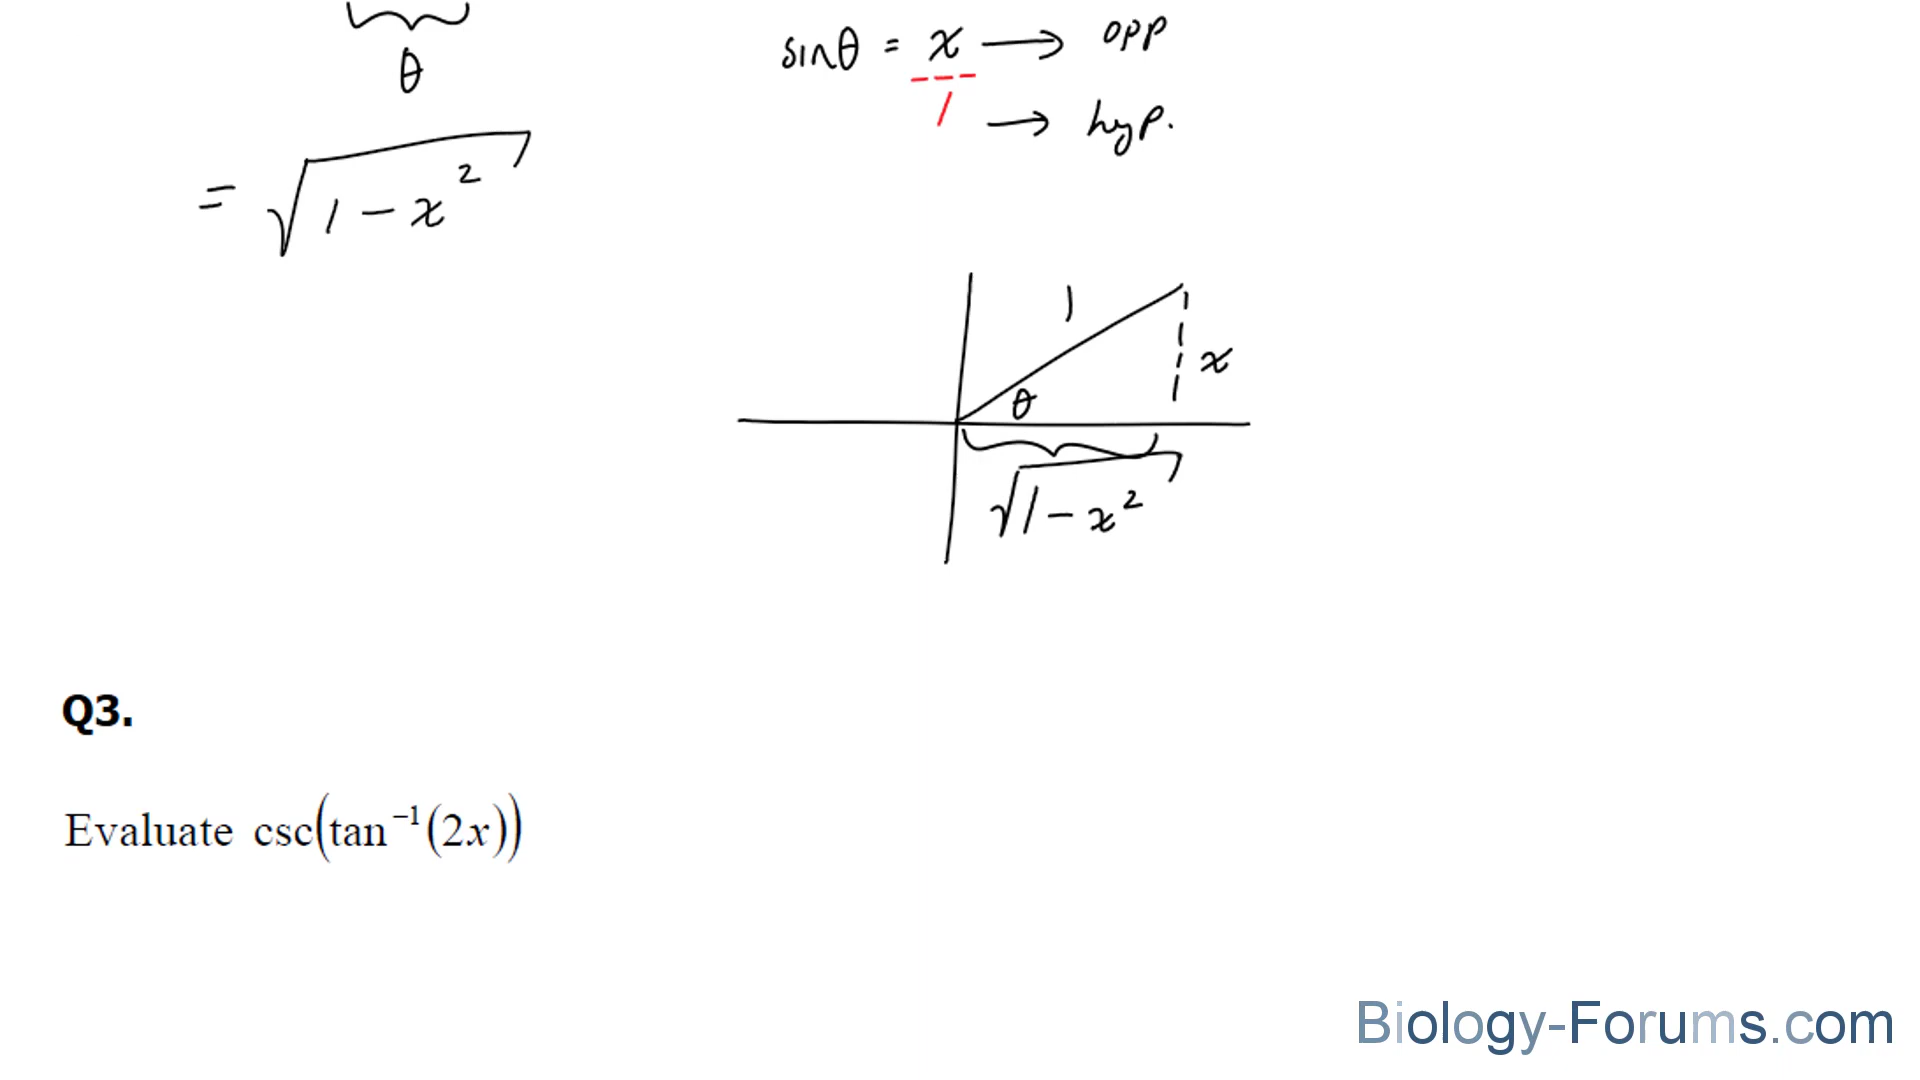 θ
sinθ = x → opp
1 → hyp.
= √1 - x²
1
x
θ
√1 - x²
Q3.
Evaluate csc(tan⁻¹(2x))
Biology-Forums.com